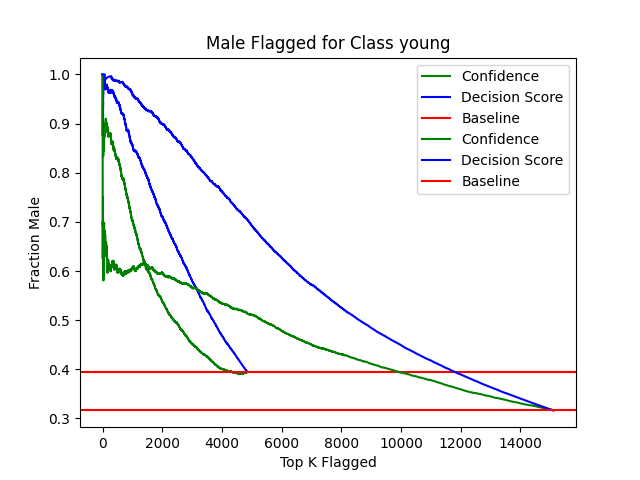 Male Flagged for Class young
Fraction Male
1.0
0.9
0.8
0.7
0.6
0.5
0.4
0.3
Confidence
Decision Score
Baseline
Confidence
Decision Score
Baseline
0 2000 4000 6000 8000 10000 12000 14000
Top K Flagged